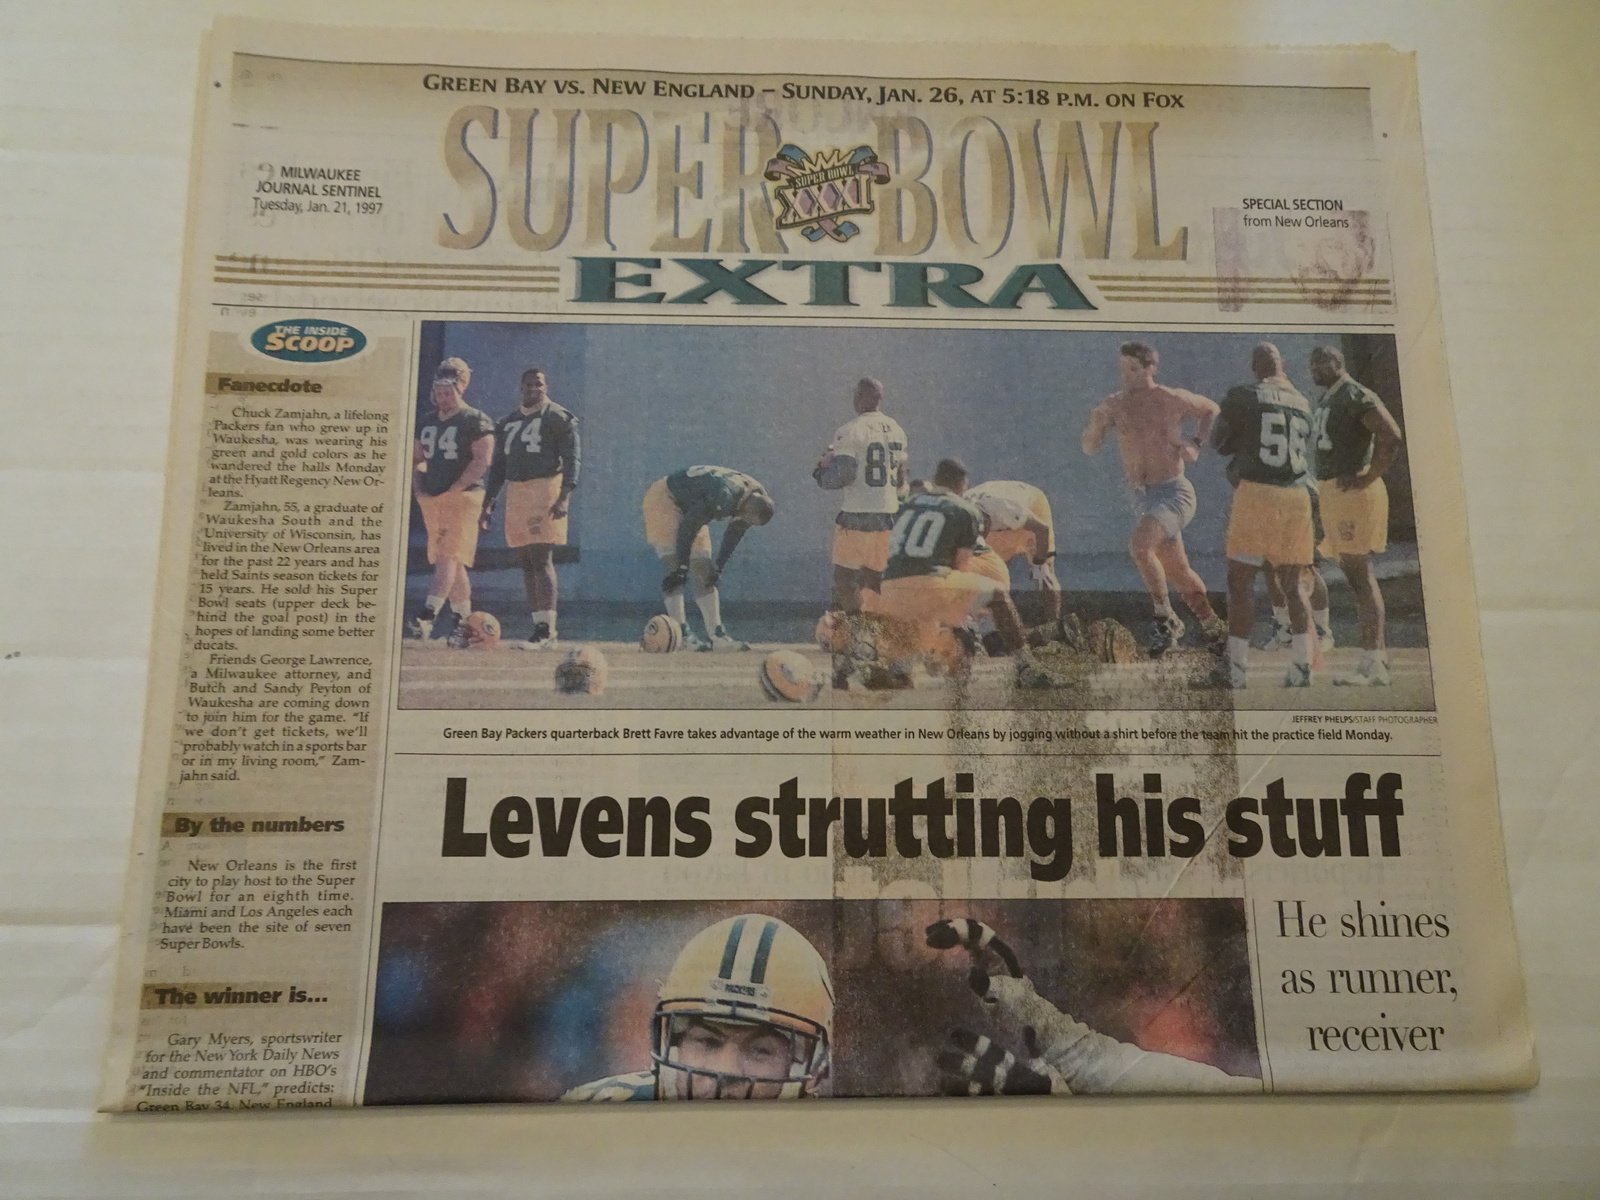 GREEN BAY VS. NEW ENGLAND – SUNDAY, JAN. 26, AT 5:18 P.M. ON FOX
SUPER BOWL
SUPER BOWL
XXXI
EXTRA
MILWAUKEE
JOURNAL SENTINEL
Tuesday, Jan. 21, 1997
SPECIAL SECTION
from New Orleans
THE INSIDE
SCOOP
Fanecdote
Chuck Zamjahn, a lifelong
Packers fan who grew up in
Waukesha, was wearing his
green and gold colors as he
wandered the halls Monday
at the Hyatt Regency New Or-
leans.
Zamjahn, 55, a graduate of
Waukesha South and the
University of Wisconsin, has
lived in the New Orleans area
for the past 22 years and has
held Saints season tickets for
15 years. He sold his Super
Bowl seats (upper deck be-
hind the goal post) in the
hopes of landing some better
ducats.
Friends George Lawrence,
a Milwaukee attorney, and
Butch and Sandy Peyton of
Waukesha are coming down
to join him for the game. “If
we don’t get tickets, we’ll
probably watch in a sports bar
or in my living room,” Zam-
jahn said.
By the numbers
New Orleans is the first
city to play host to the Super
Bowl for an eighth time.
Miami and Los Angeles each
have been the site of seven
Super Bowls.
The winner is...
Gary Myers, sportswriter
for the New York Daily News
and commentator on HBO’s
“Inside the NFL,” predicts:
Green Bay 34, New England
94
74
85
40
56
91
JEFFREY PHELPS/STAFF PHOTOGRAPHER
Green Bay Packers quarterback Brett Favre takes advantage of the warm weather in New Orleans by jogging without a shirt before the team hit the practice field Monday.
Levens strutting his stuff
He shines
as runner,
receiver
PACKERS